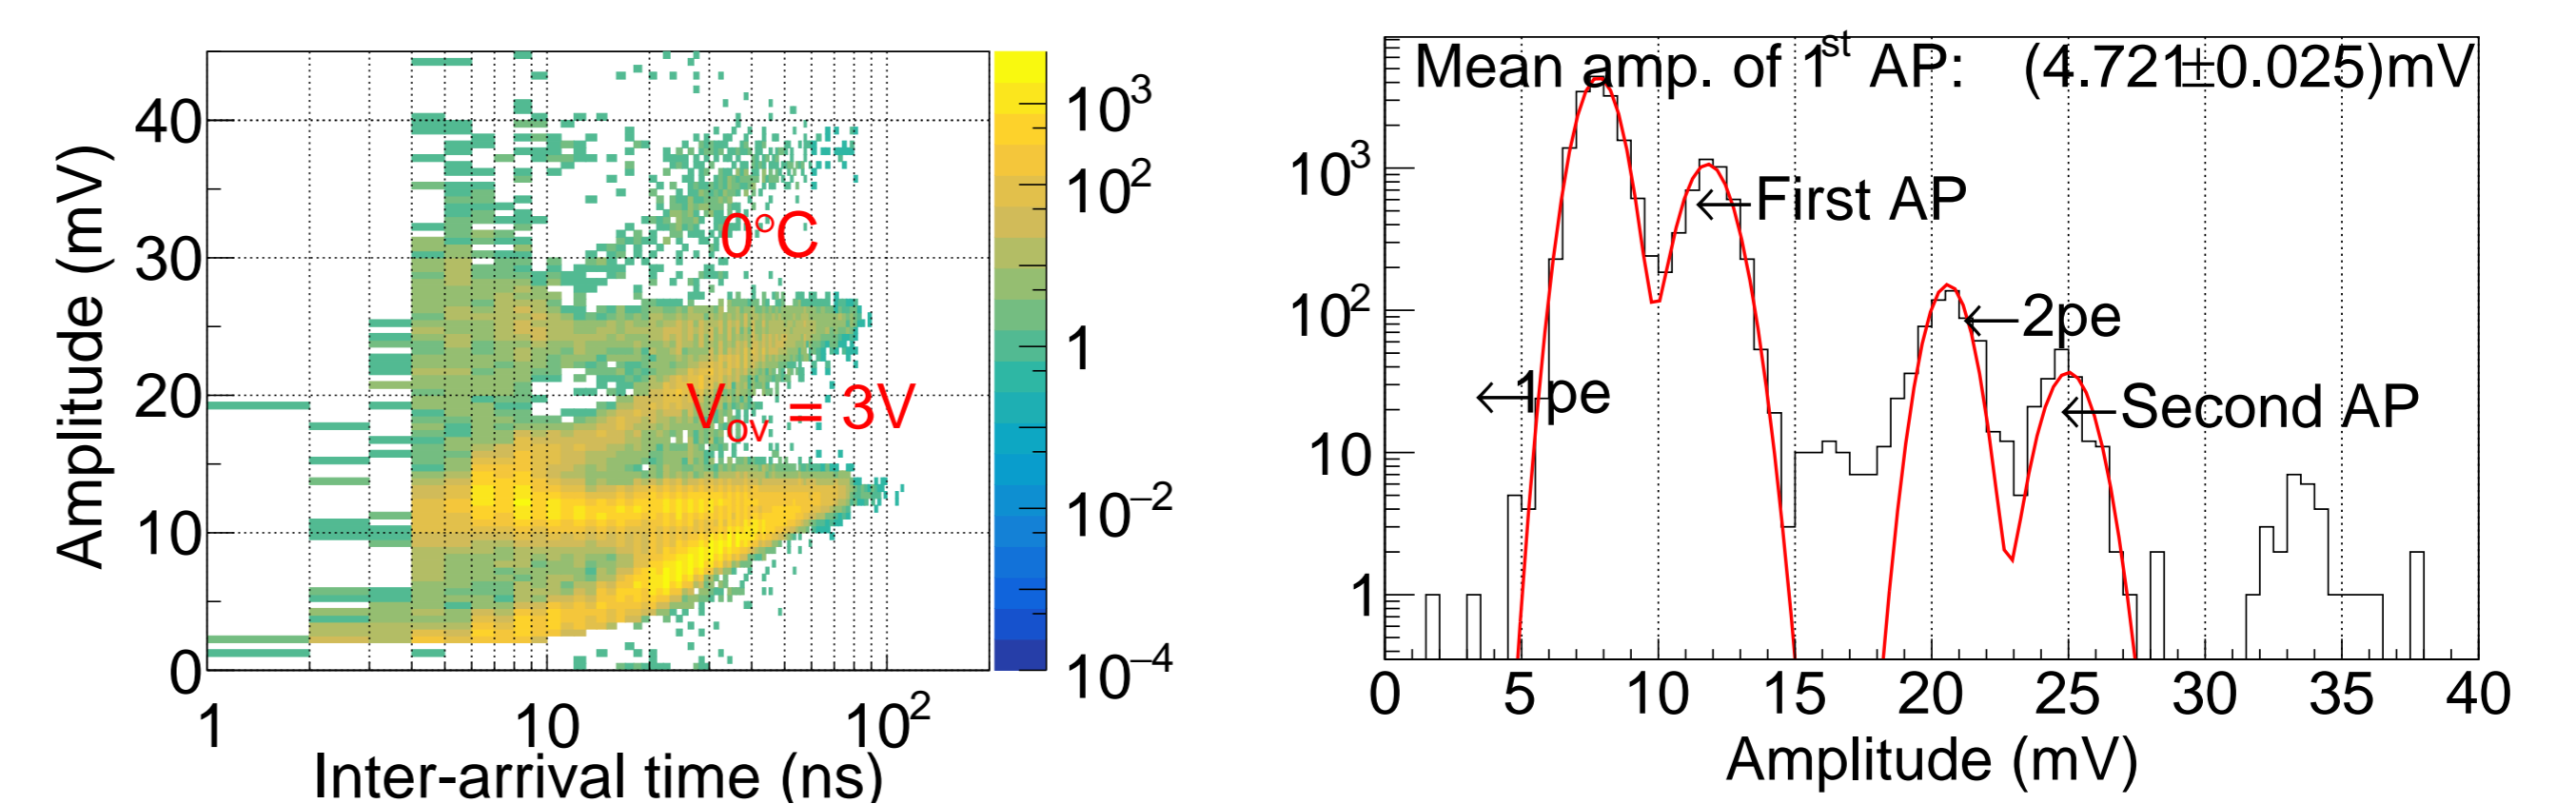 Amplitude (mV)
40
30
20
10
0
1
10
10²
Inter-arrival time (ns)
0°C
V_ov = 3V
10³
10²
1
10⁻²
10⁻⁴
Mean amp. of 1st AP: (4.721±0.025)mV
10³
10²
10
1
First AP
2pe
1pe
Second AP
0 5 10 15 20 25 30 35 40
Amplitude (mV)